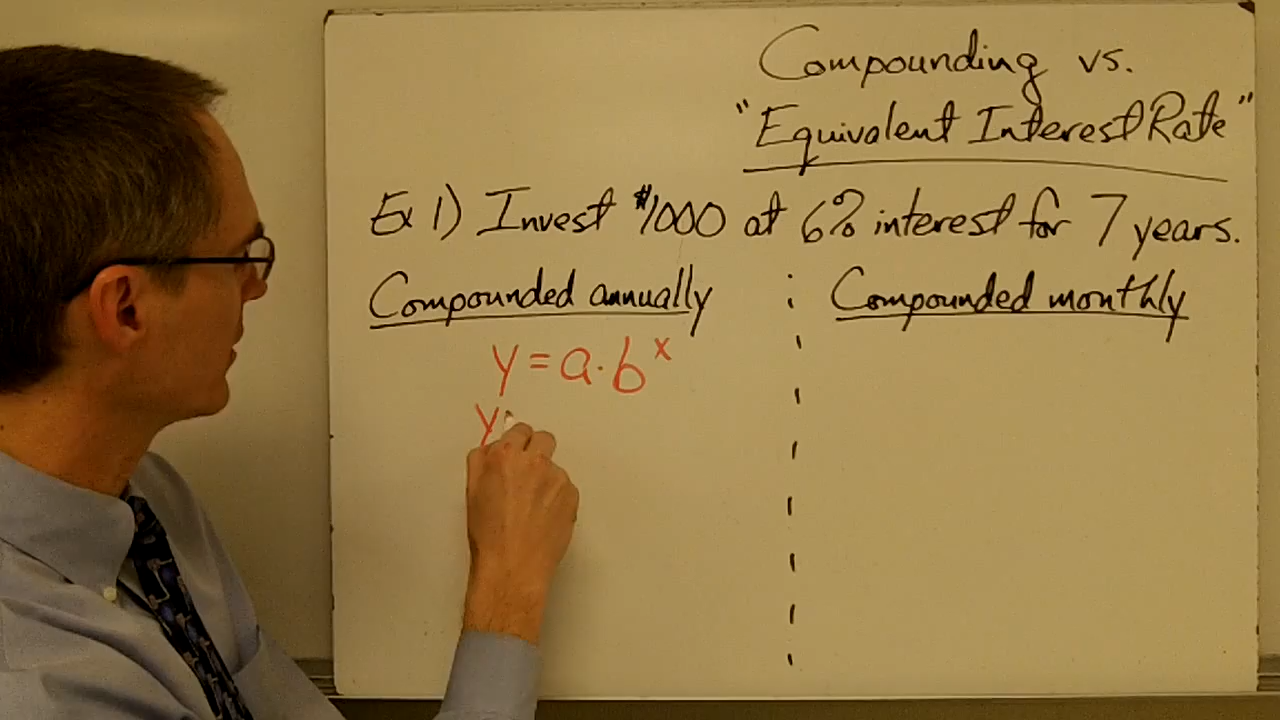 Compounding vs.
"Equivalent Interest Rate"
Ex 1) Invest $1000 at 6% interest for 7 years.
Compounded annually
Compounded monthly
y = a · b^x
y